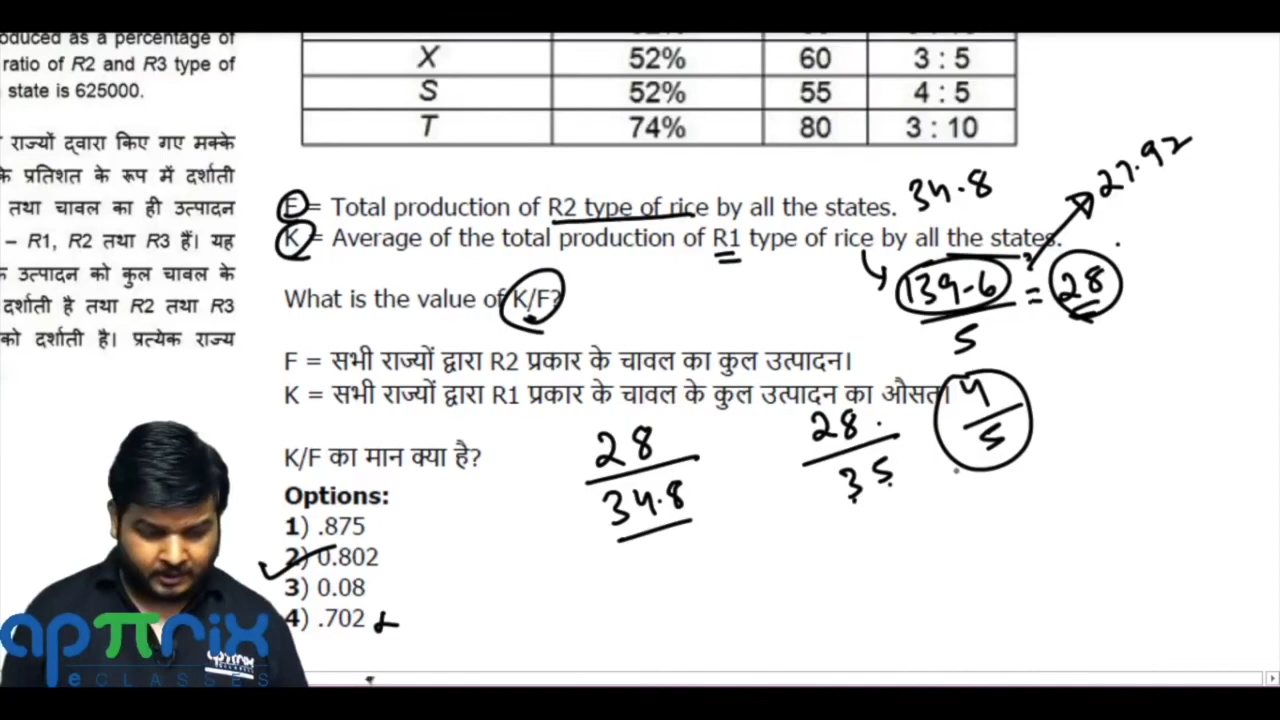 oduced as a percentage of
ratio of R2 and R3 type of
state is 625000.
राज्यों द्वारा किए गए मक्के
के प्रतिशत के रूप में दर्शाती
तथा चावल का ही उत्पादन
– R1, R2 तथा R3 हैं। यह
उत्पादन को कुल चावल के
दर्शाती है तथा R2 तथा R3
को दर्शाती है। प्रत्येक राज्य
X 52% 60 3 : 5
S 52% 55 4 : 5
T 74% 80 3 : 10
F = Total production of R2 type of rice by all the states.
34.8
27.92
K = Average of the total production of R1 type of rice by all the states.
139-6
5
= 28
What is the value of K/F?
F = सभी राज्यों द्वारा R2 प्रकार के चावल का कुल उत्पादन।
K = सभी राज्यों द्वारा R1 प्रकार के चावल के कुल उत्पादन का औसत।
4
5
28
35
28
34.8
K/F का मान क्या है?
Options:
1) .875
2) 0.802
3) 0.08
4) .702
apπrix
eCLASSES